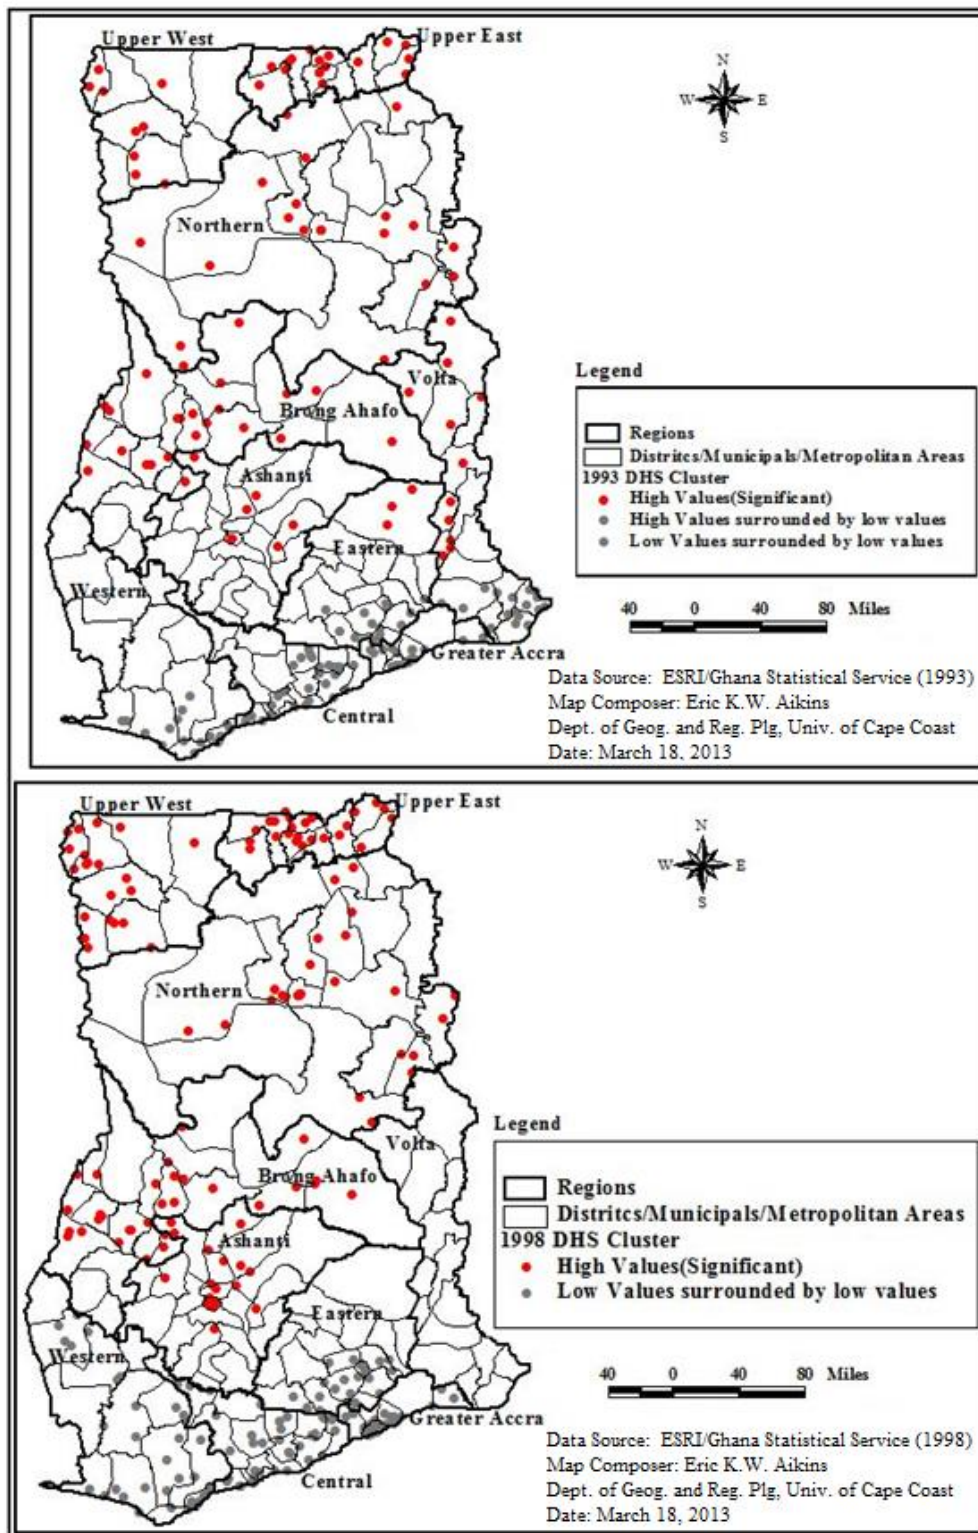 Upper West
Upper East
N
W E
S
Northern
Volta
Brong Ahafo
Ashanti
Eastern
Western
Greater Accra
Central
Legend
Regions
Distritcs/Municipals/Metropolitan Areas
1993 DHS Cluster
High Values(Significant)
High Values surrounded by low values
Low Values surrounded by low values
40 0 40 80 Miles
Data Source: ESRI/Ghana Statistical Service (1993)
Map Composer: Eric K.W. Aikins
Dept. of Geog. and Reg. Plg, Univ. of Cape Coast
Date: March 18, 2013
Upper West
Upper East
N
W E
S
Northern
Volta
Brong Ahafo
Ashanti
Eastern
Western
Greater Accra
Central
Legend
Regions
Distritcs/Municipals/Metropolitan Areas
1998 DHS Cluster
High Values(Significant)
Low Values surrounded by low values
40 0 40 80 Miles
Data Source: ESRI/Ghana Statistical Service (1998)
Map Composer: Eric K.W. Aikins
Dept. of Geog. and Reg. Plg, Univ. of Cape Coast
Date: March 18, 2013